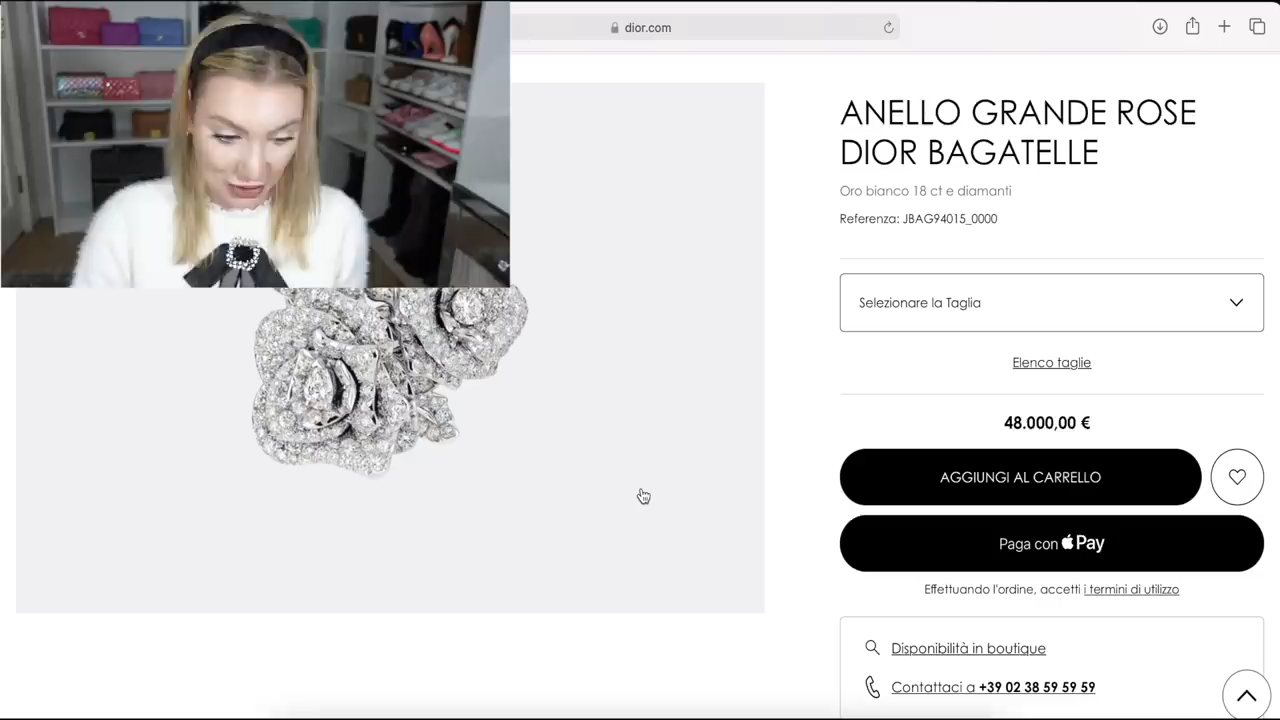 dior.com
ANELLO GRANDE ROSE
DIOR BAGATELLE
Oro bianco 18 ct e diamanti
Referenza: JBAG94015_0000
Selezionare la Taglia
Elenco taglie
48.000,00 €
AGGIUNGI AL CARRELLO
Paga con Pay
Effettuando l'ordine, accetti i termini di utilizzo
Disponibilità in boutique
Contattaci a +39 02 38 59 59 59